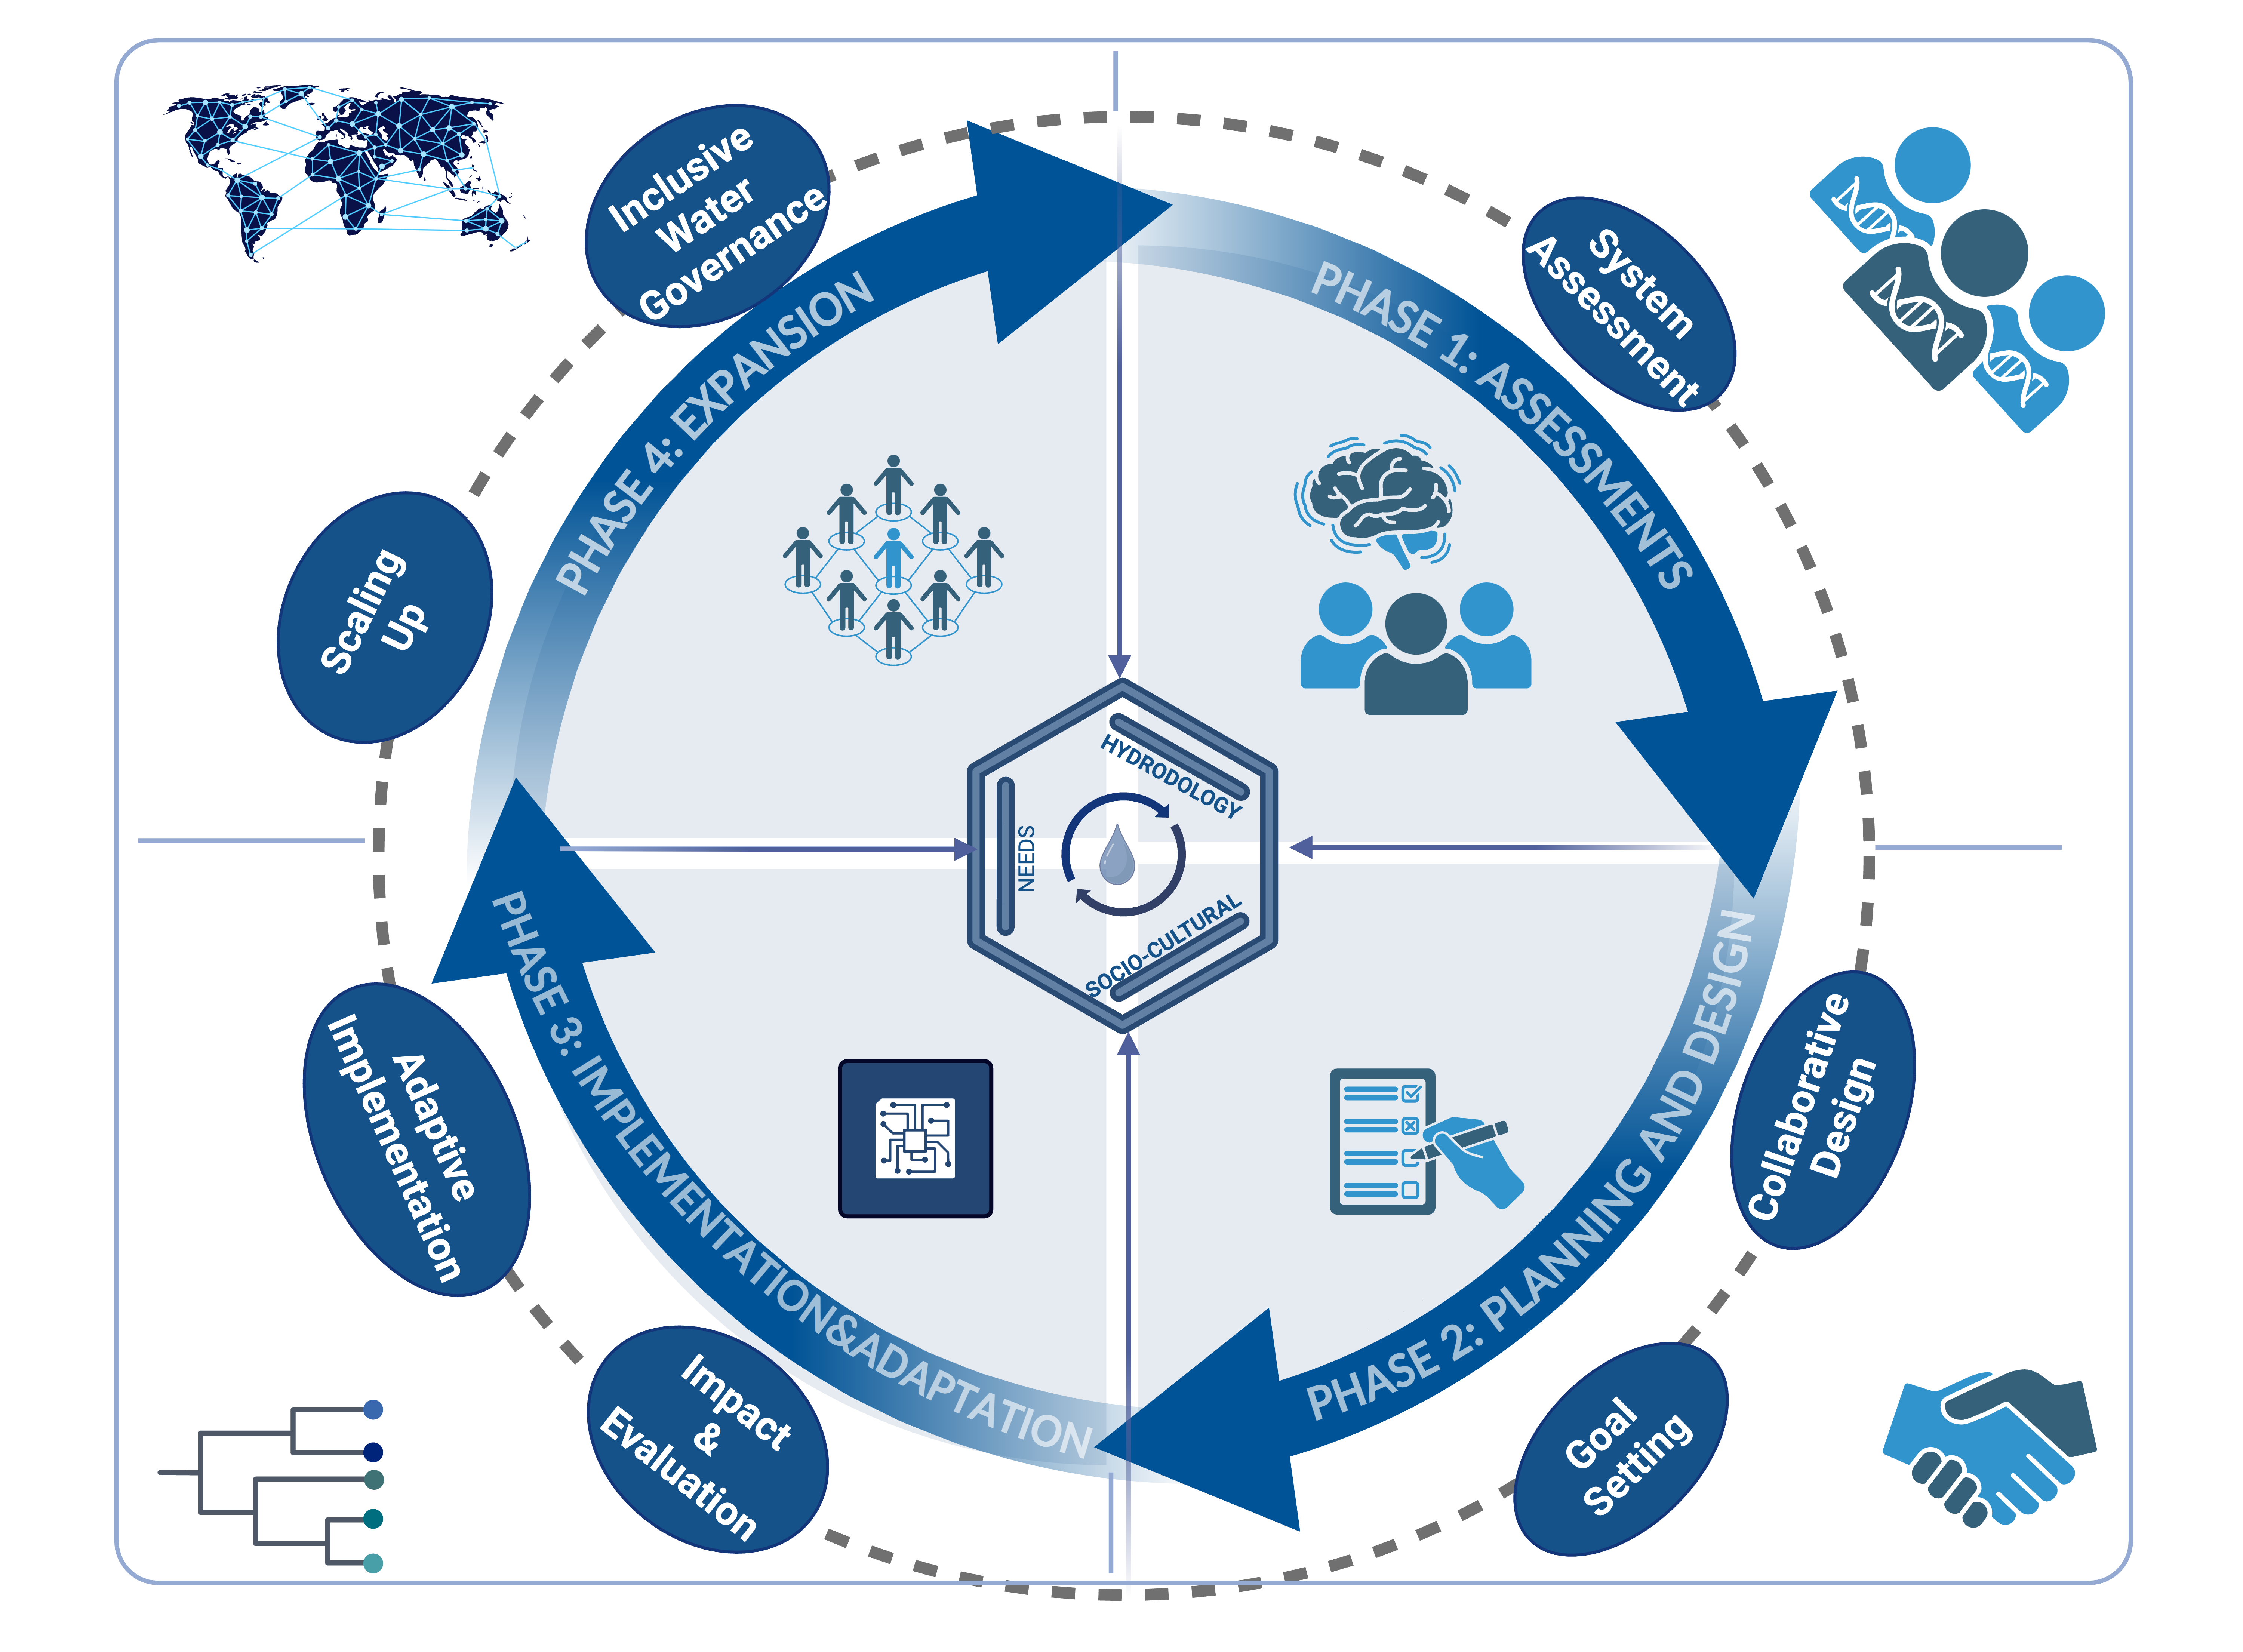 Inclusive
Water
Governance
System
Assessment
PHASE 4: EXPANSION
PHASE 1: ASSESSMENTS
Scaling
Up
HYDRODOLOGY
NEEDS
SOCIO-CULTURAL
Adaptive
Implementation
PHASE 3: IMPLEMENTATION&ADAPTATION
PHASE 2: PLANNING AND DESIGN
Collaborative
Design
Impact
&
Evaluation
Goal
Setting